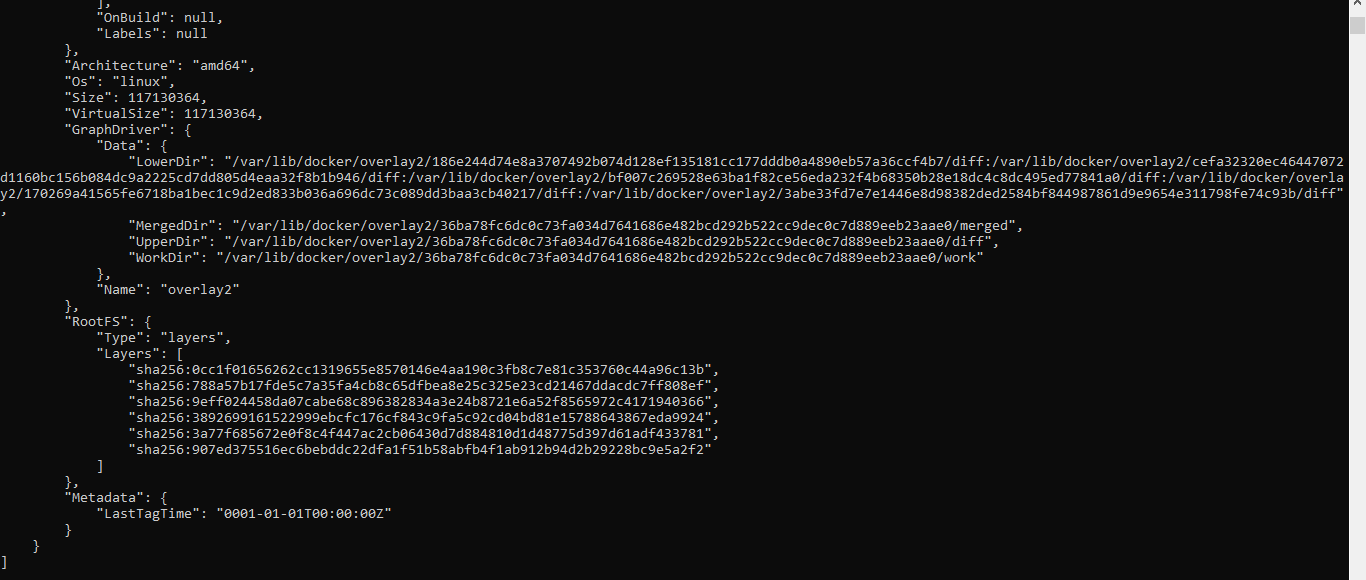 ],
"OnBuild": null,
"Labels": null
},
"Architecture": "amd64",
"Os": "linux",
"Size": 117130364,
"VirtualSize": 117130364,
"GraphDriver": {
"Data": {
"LowerDir": "/var/lib/docker/overlay2/186e244d74e8a3707492b074d128ef135181cc177dddb0a4890eb57a36ccf4b7/diff:/var/lib/docker/overlay2/cefa32320ec46447072
d1160bc156b084dc9a2225cd7dd805d4eaa32f8b1b946/diff:/var/lib/docker/overlay2/bf007c269528e63ba1f82ce56eda232f4b68350b28e18dc4c8dc495ed77841a0/diff:/var/lib/docker/overla
y2/170269a41565fe6718ba1bec1c9d2ed833b036a696dc73c089dd3baa3cb40217/diff:/var/lib/docker/overlay2/3abe33fd7e7e1446e8d98382ded2584bf844987861d9e9654e311798fe74c93b/diff"
,
"MergedDir": "/var/lib/docker/overlay2/36ba78fc6dc0c73fa034d7641686e482bcd292b522cc9dec0c7d889eeb23aae0/merged",
"UpperDir": "/var/lib/docker/overlay2/36ba78fc6dc0c73fa034d7641686e482bcd292b522cc9dec0c7d889eeb23aae0/diff",
"WorkDir": "/var/lib/docker/overlay2/36ba78fc6dc0c73fa034d7641686e482bcd292b522cc9dec0c7d889eeb23aae0/work"
},
"Name": "overlay2"
},
"RootFS": {
"Type": "layers",
"Layers": [
"sha256:0cc1f01656262cc1319655e8570146e4aa190c3fb8c7e81c353760c44a96c13b",
"sha256:788a57b17fde5c7a35fa4cb8c65dfbea8e25c325e23cd21467ddacdc7ff808ef",
"sha256:9eff024458da07cabe68c896382834a3e24b8721e6a52f8565972c4171940366",
"sha256:3892699161522999ebcfc176cf843c9fa5c92cd04bd81e15788643867eda9924",
"sha256:3a77f685672e0f8c4f447ac2cb06430d7d884810d1d48775d397d61adf433781",
"sha256:907ed375516ec6bebddc22dfa1f51b58abfb4f1ab912b94d2b29228bc9e5a2f2"
]
},
"Metadata": {
"LastTagTime": "0001-01-01T00:00:00Z"
}
}
]